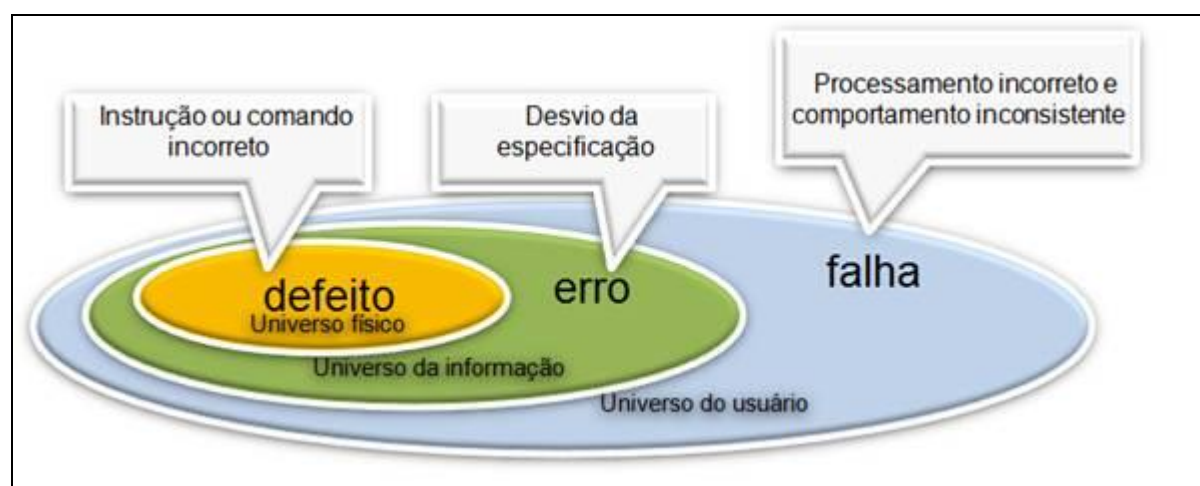 Instrução ou comando
incorreto
Desvio da
especificação
Processamento incorreto e
comportamento inconsistente
defeito
Universo físico
erro
Universo da informação
falha
Universo do usuário